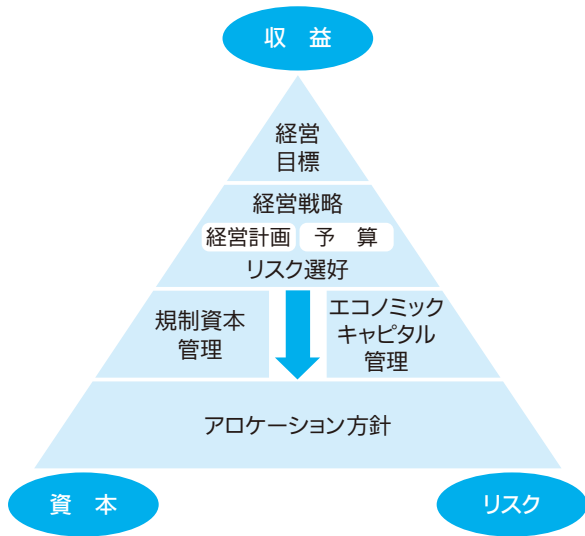 収 益
経営
目標
経営戦略
経営計画 予 算
リスク選好
規制資本
管理
エコノミック
キャピタル
管理
アロケーション方針
資 本
リスク